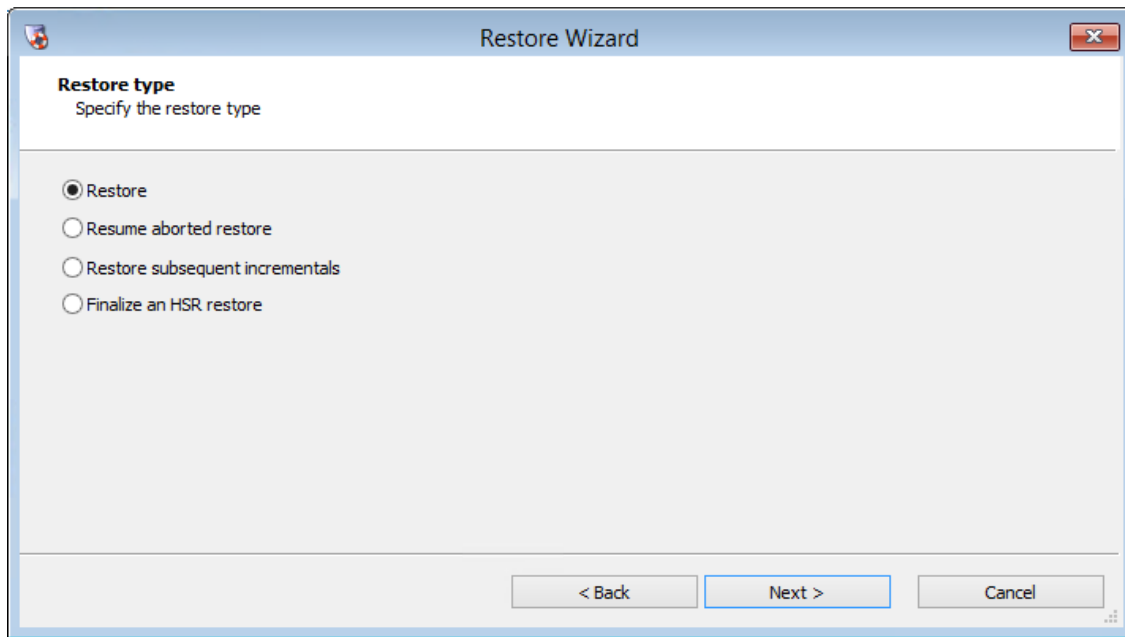 Restore Wizard
Restore type
Specify the restore type
Restore
Resume aborted restore
Restore subsequent incrementals
Finalize an HSR restore
< Back Next > Cancel